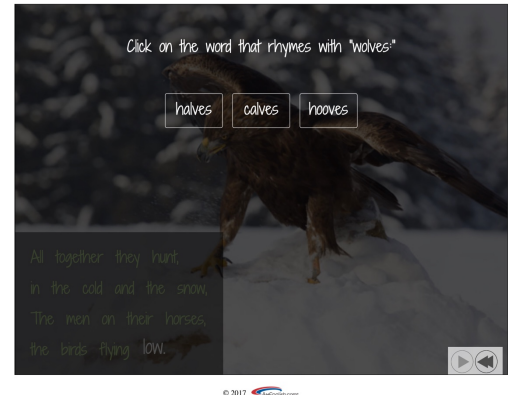 Click on the word that rhymes with "wolves:"
halves calves hooves
All together they hunt,
in the cold and the snow,
The men on their horses,
the birds flying low.
© 2017